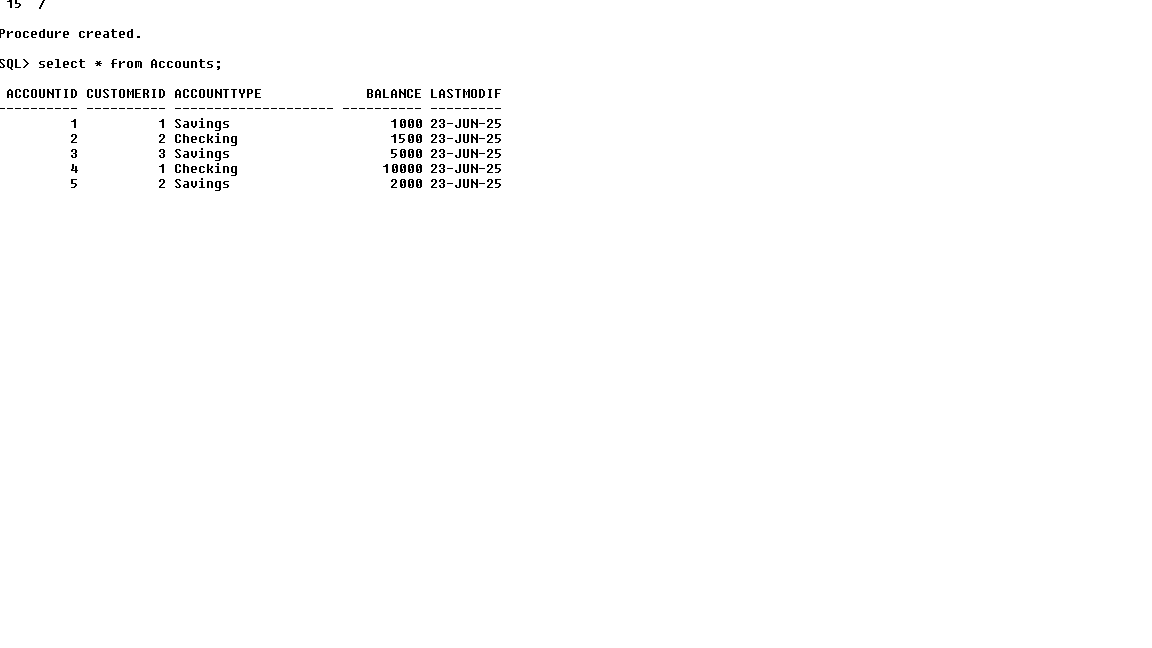 15  /
Procedure created.
SQL> select * from Accounts;
 ACCOUNTID CUSTOMERID ACCOUNTTYPE             BALANCE LASTMODIF
---------- ---------- -------------------- ---------- ---------
         1          1 Savings                    1000 23-JUN-25
         2          2 Checking                   1500 23-JUN-25
         3          3 Savings                    5000 23-JUN-25
         4          1 Checking                  10000 23-JUN-25
         5          2 Savings                    2000 23-JUN-25